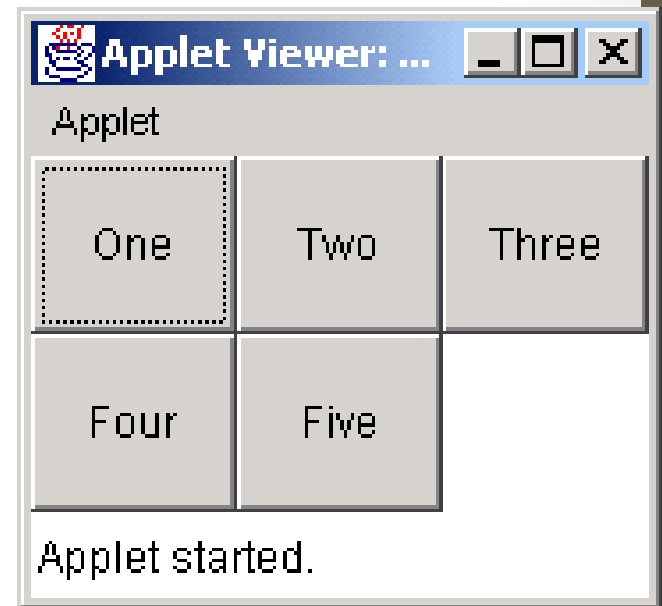 Applet Viewer: ...
Applet
One Two Three
Four Five
Applet started.